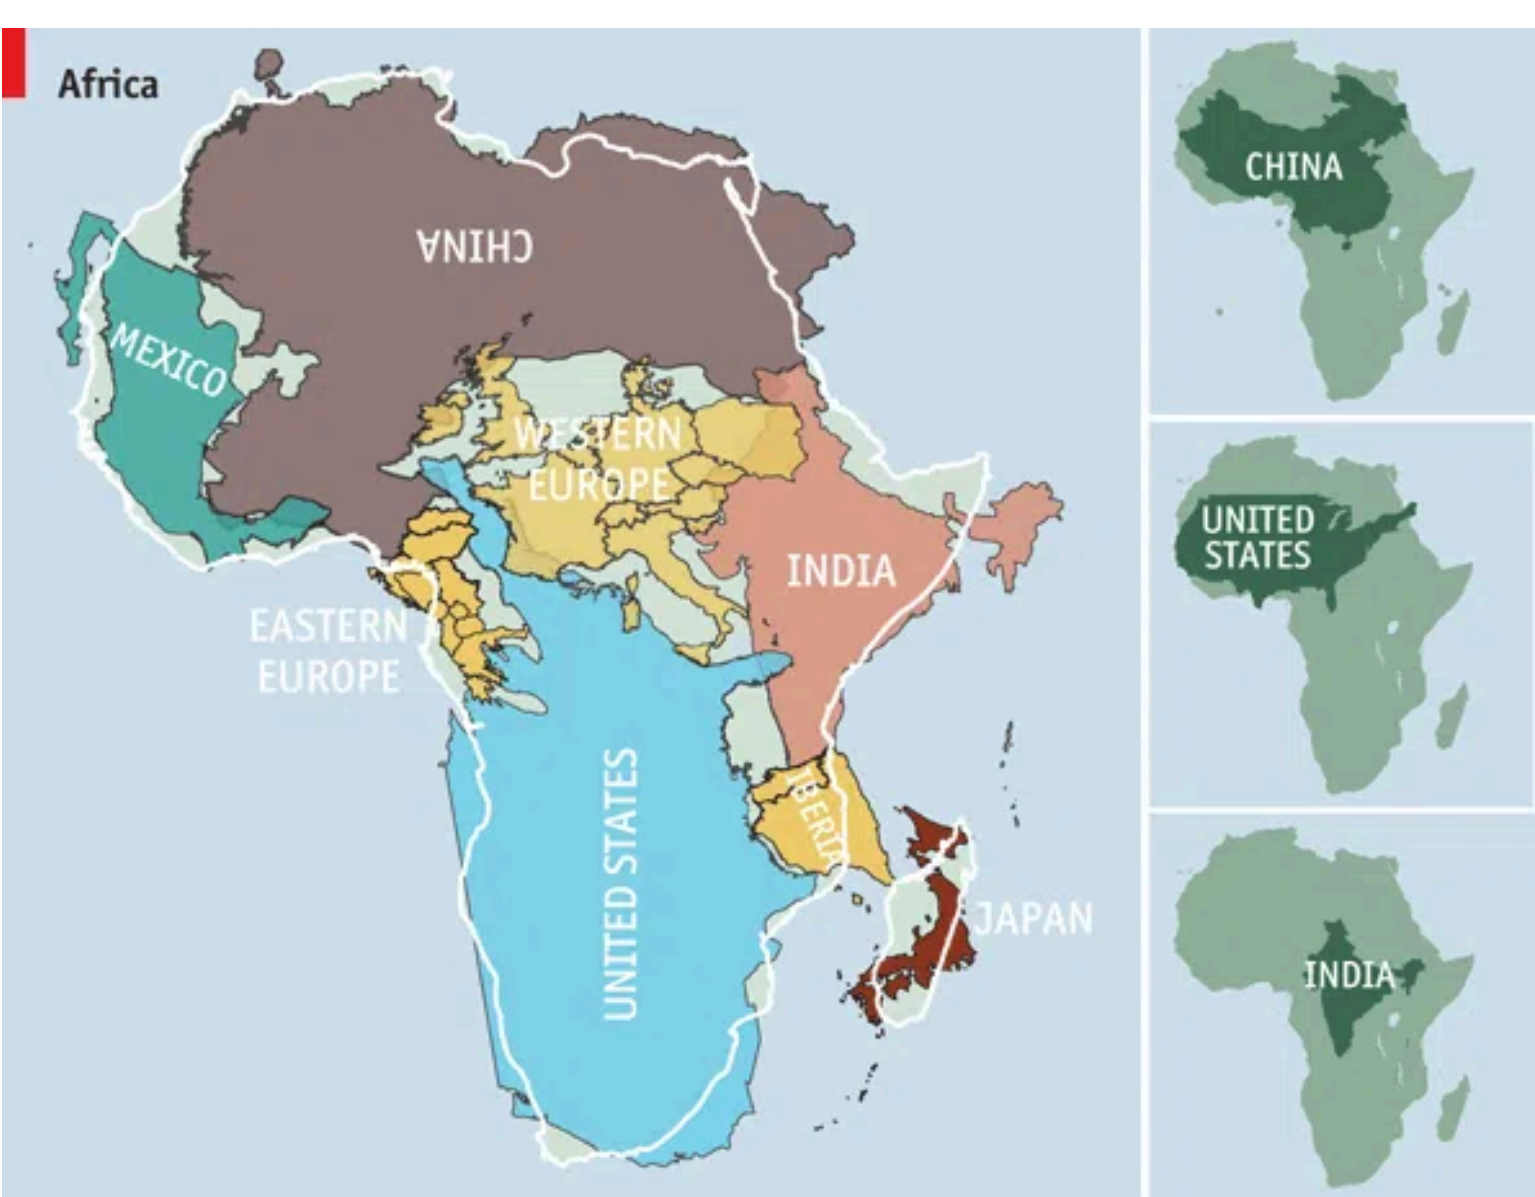 Africa
CHINA
MEXICO
WESTERN
EUROPE
INDIA
EASTERN
EUROPE
UNITED STATES
IBERIA
JAPAN
CHINA
UNITED
STATES
INDIA